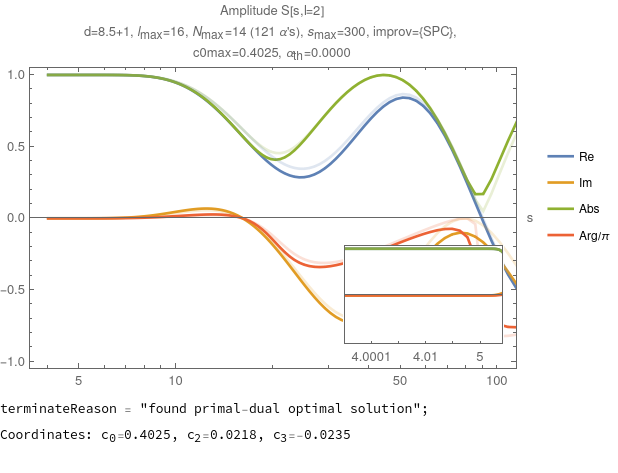 Amplitude S[s,l=2]
d=8.5+1, lmax=16, Nmax=14 (121 α's), smax=300, improv={SPC},
c0max=0.4025, αth=0.0000
1.0
0.5
0.0
−0.5
−1.0
5
10
50
100
s
4.0001
4.01
5
Re
Im
Abs
Arg/π
terminateReason = "found primal-dual optimal solution";
Coordinates: c0=0.4025, c2=0.0218, c3=-0.0235